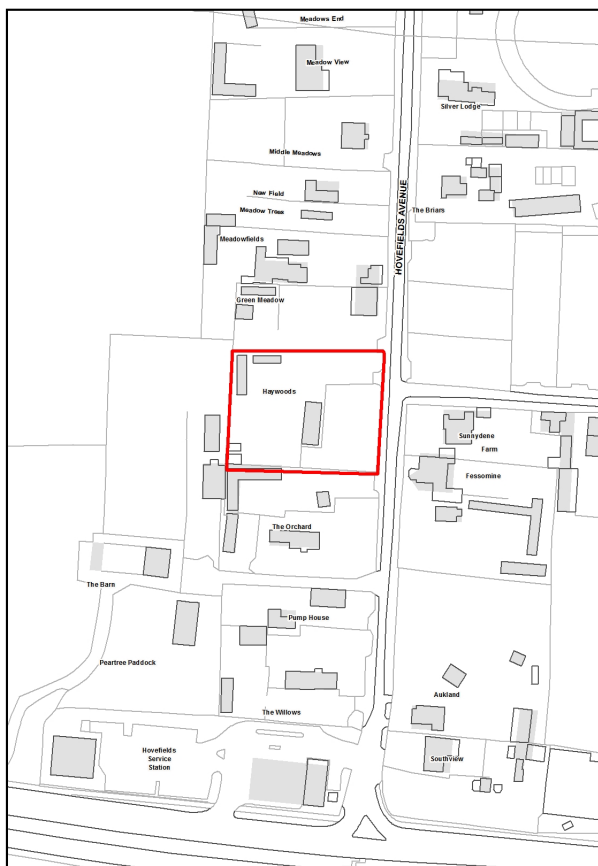 Meadows End
Meadow View
Silver Lodge
Middle Meadows
New Field
Meadow Trees
The Briars
HOVEFIELDS AVENUE
Meadowfields
Green Meadow
Haywoods
Sunnydene
Farm
Fessomine
The Orchard
The Barn
Pump House
Peartree Paddock
Aukland
The Willows
Hovefields
Service
Station
Southview